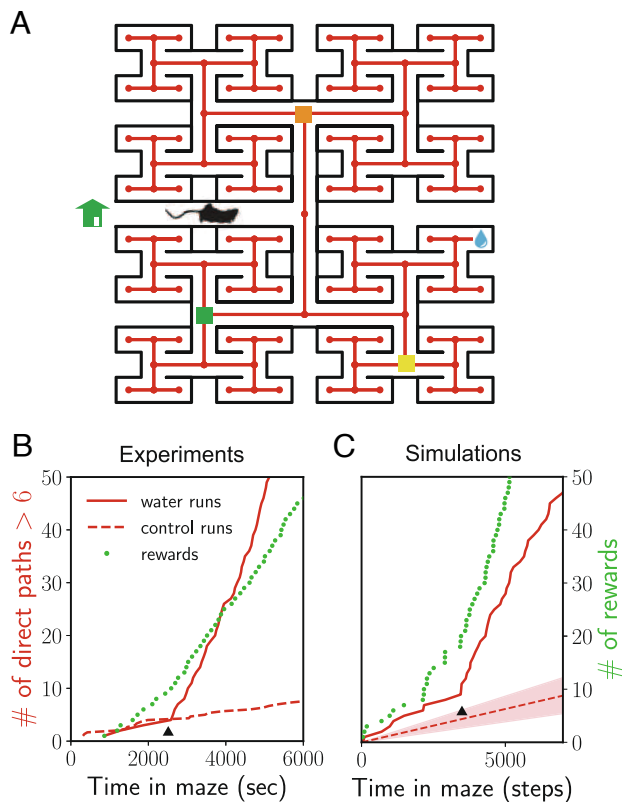 A
B
Experiments
C
Simulations
# of direct paths > 6
50
40
30
20
10
0
water runs
control runs
rewards
0
2000
4000
6000
Time in maze (sec)
0
5000
Time in maze (steps)
50
40
30
20
10
0
# of rewards